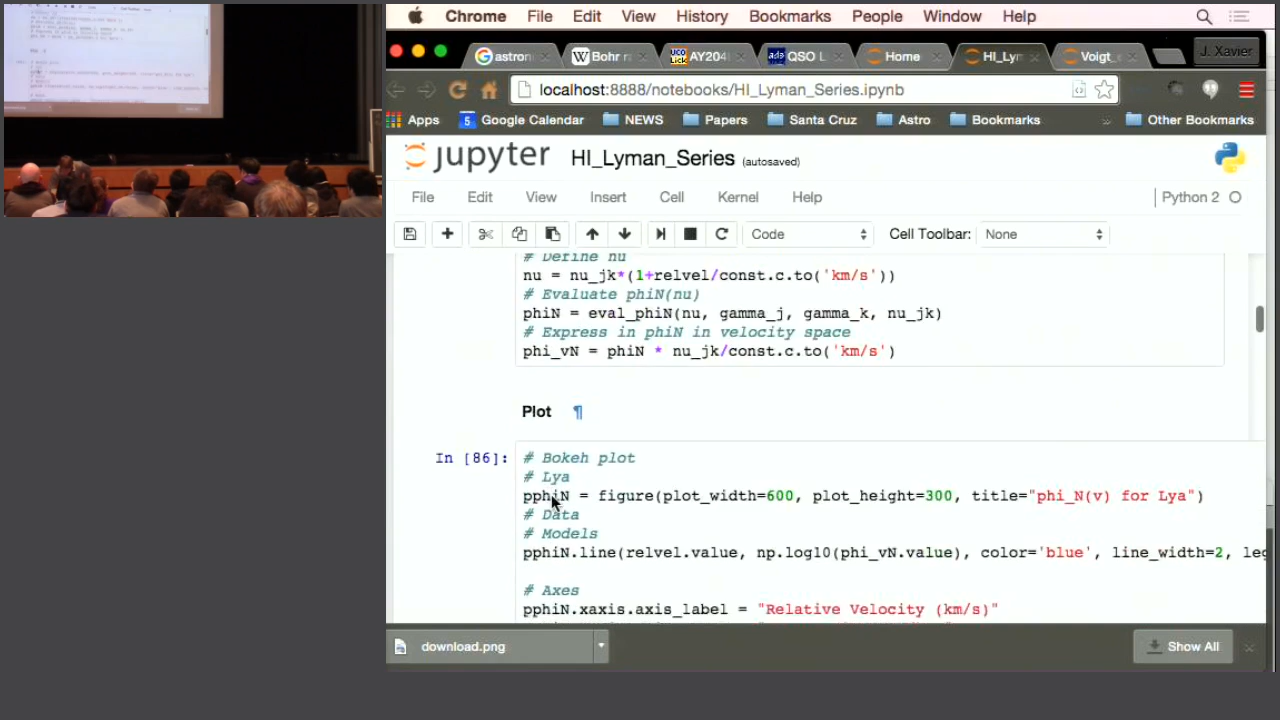 Chrome File Edit View History Bookmarks People Window Help
astron Bohr ra AY204 QSO L Home HI_Lyr Voigt_ J. Xavier
localhost:8888/notebooks/HI_Lyman_Series.ipynb
Apps Google Calendar NEWS Papers Santa Cruz Astro Bookmarks » Other Bookmarks
jupyter HI_Lyman_Series (autosaved)
File Edit View Insert Cell Kernel Help Python 2
Code Cell Toolbar: None
# Define nu
nu = nu_jk*(1+relvel/const.c.to('km/s'))
# Evaluate phiN(nu)
phiN = eval_phiN(nu, gamma_j, gamma_k, nu_jk)
# Express in phiN in velocity space
phi_vN = phiN * nu_jk/const.c.to('km/s')
Plot ¶
In [86]:
# Bokeh plot
# Lya
pphiN = figure(plot_width=600, plot_height=300, title="phi_N(v) for Lya")
# Data
# Models
pphiN.line(relvel.value, np.log10(phi_vN.value), color='blue', line_width=2, leg
# Axes
pphiN.xaxis.axis_label = "Relative Velocity (km/s)"
download.png Show All